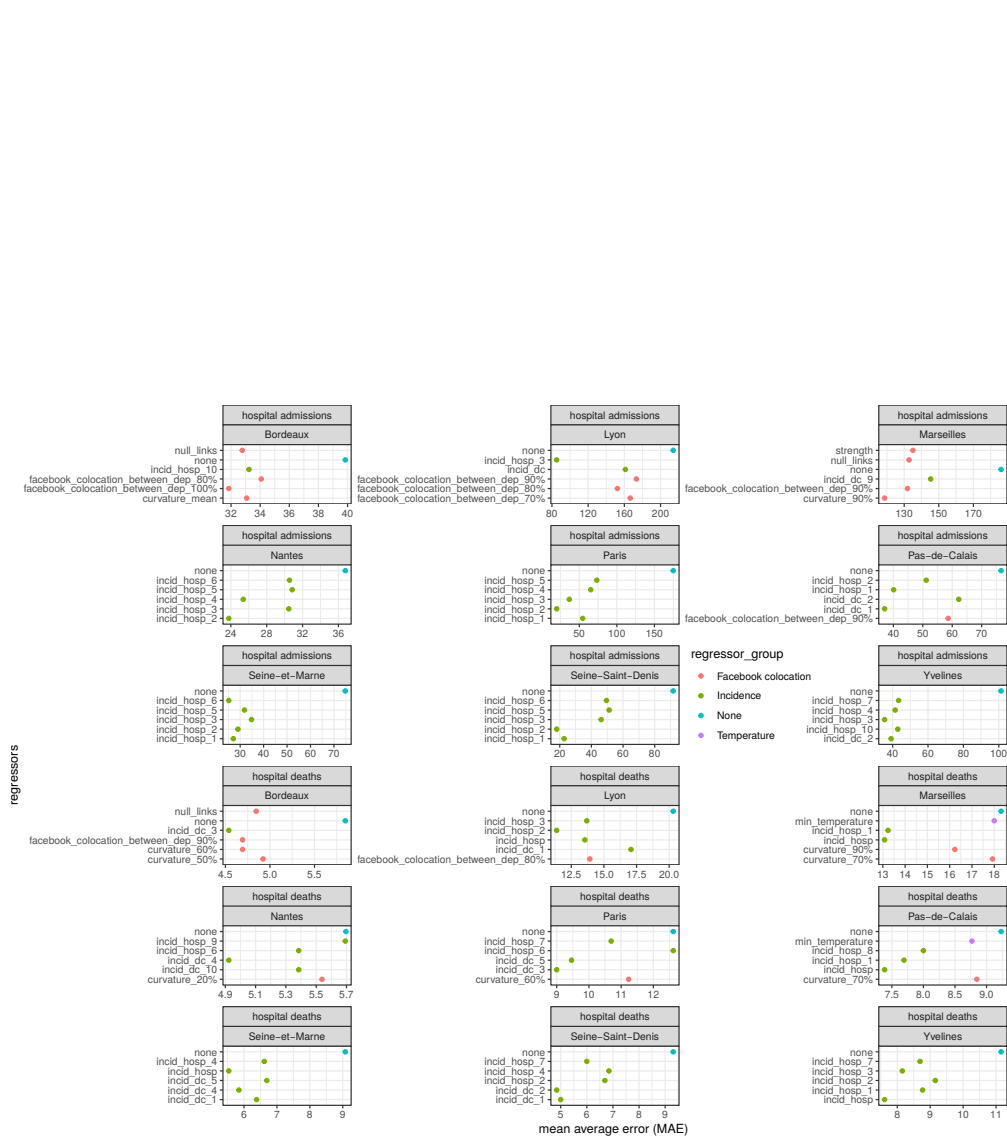 hospital admissions
Bordeaux
null_links
none
incid_hosp_10
facebook_colocation_between_dep_80%
facebook_colocation_between_dep_100%
curvature_mean
32 34 36 38 40
hospital admissions
Lyon
none
incid_hosp_3
incid_dc
facebook_colocation_between_dep_90%
facebook_colocation_between_dep_80%
facebook_colocation_between_dep_70%
80 120 160 200
hospital admissions
Marseilles
strength
null_links
none
incid_dc_9
facebook_colocation_between_dep_90%
curvature_90%
130 150 170
hospital admissions
Nantes
none
incid_hosp_6
incid_hosp_5
incid_hosp_4
incid_hosp_3
incid_hosp_2
24 28 32 36
hospital admissions
Paris
none
incid_hosp_5
incid_hosp_4
incid_hosp_3
incid_hosp_2
incid_hosp_1
50 100 150
hospital admissions
Pas−de−Calais
none
incid_hosp_2
incid_hosp_1
incid_dc_2
incid_dc_1
facebook_colocation_between_dep_90%
40 50 60 70
hospital admissions
Seine−et−Marne
none
incid_hosp_6
incid_hosp_5
incid_hosp_3
incid_hosp_2
incid_hosp_1
30 40 50 60 70
hospital admissions
Seine−Saint−Denis
none
incid_hosp_6
incid_hosp_5
incid_hosp_3
incid_hosp_2
incid_hosp_1
20 40 60 80
regressor_group
Facebook colocation
Incidence
None
Temperature
hospital admissions
Yvelines
none
incid_hosp_7
incid_hosp_4
incid_hosp_3
incid_hosp_10
incid_dc_2
40 60 80 100
regressors
hospital deaths
Bordeaux
null_links
none
incid_dc_3
facebook_colocation_between_dep_90%
curvature_60%
curvature_50%
4.5 5.0 5.5
hospital deaths
Lyon
none
incid_hosp_3
incid_hosp_2
incid_hosp
incid_dc_1
facebook_colocation_between_dep_80%
12.5 15.0 17.5 20.0
hospital deaths
Marseilles
none
min_temperature
incid_hosp_1
incid_hosp
curvature_90%
curvature_70%
13 14 15 16 17 18
hospital deaths
Nantes
none
incid_hosp_9
incid_hosp_6
incid_dc_4
incid_dc_10
curvature_20%
4.9 5.1 5.3 5.5 5.7
hospital deaths
Paris
none
incid_hosp_7
incid_hosp_6
incid_dc_5
incid_dc_3
curvature_60%
9 10 11 12
hospital deaths
Pas−de−Calais
none
min_temperature
incid_hosp_8
incid_hosp_1
incid_hosp
curvature_70%
7.5 8.0 8.5 9.0
hospital deaths
Seine−et−Marne
none
incid_hosp_4
incid_hosp
incid_dc_5
incid_dc_4
incid_dc_1
6 7 8 9
hospital deaths
Seine−Saint−Denis
none
incid_hosp_7
incid_hosp_4
incid_hosp_2
incid_dc_2
incid_dc_1
5 6 7 8 9
hospital deaths
Yvelines
none
incid_hosp_7
incid_hosp_3
incid_hosp_2
incid_hosp_1
incid_hosp
8 9 10 11
mean average error (MAE)